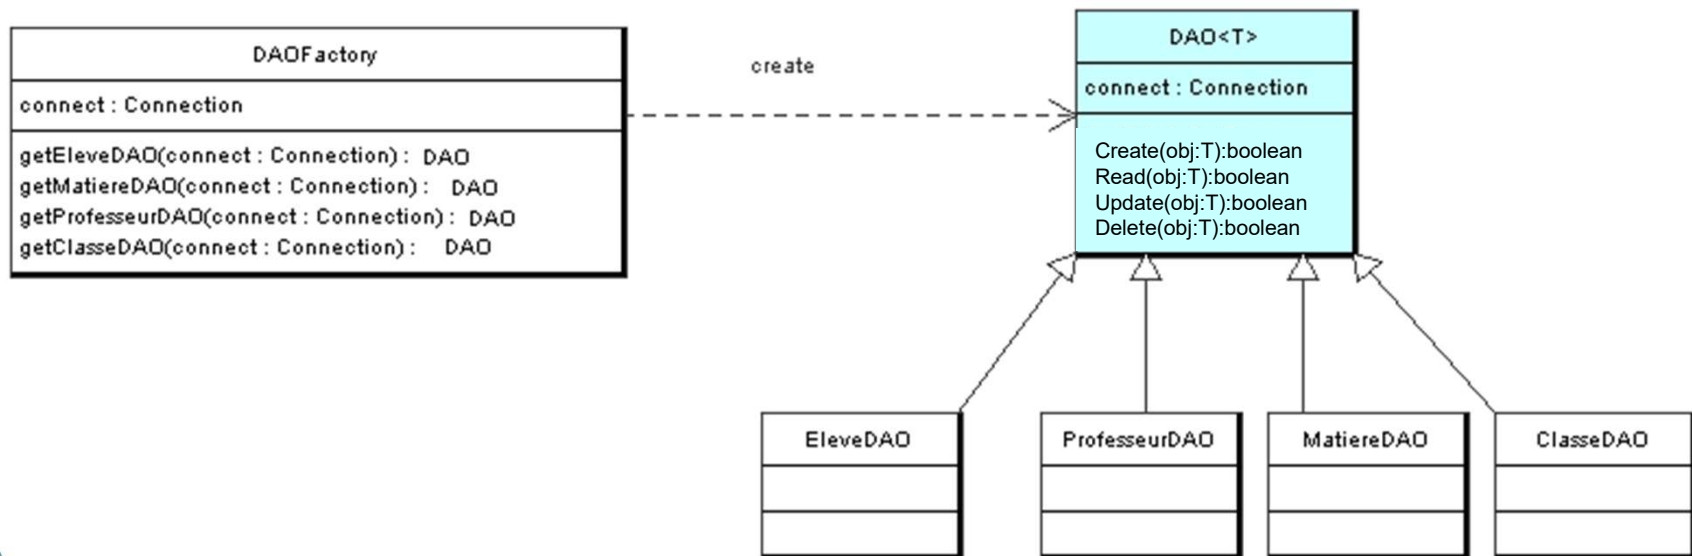 DAOFactory
connect : Connection
getEleveDAO(connect : Connection) : DAO
getMatiereDAO(connect : Connection) : DAO
getProfesseurDAO(connect : Connection) : DAO
getClasseDAO(connect : Connection) : DAO
create
DAO<T>
connect : Connection
Create(obj:T):boolean
Read(obj:T):boolean
Update(obj:T):boolean
Delete(obj:T):boolean
EleveDAO
ProfesseurDAO
MatiereDAO
ClasseDAO